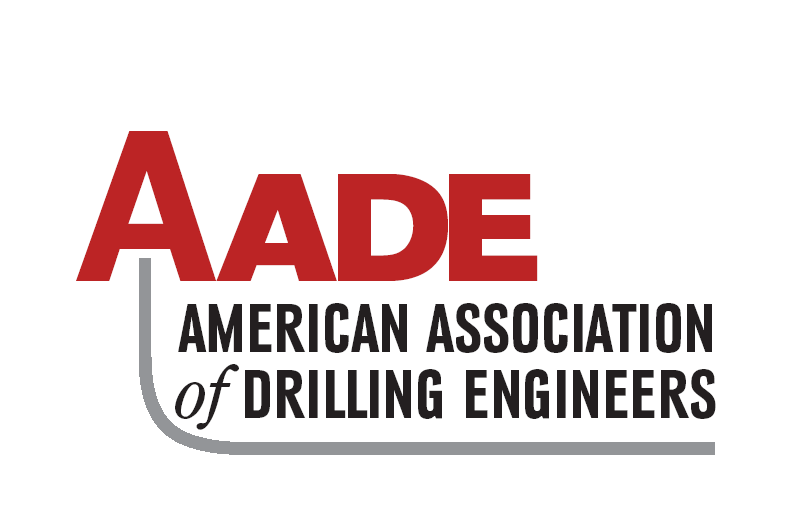 AADE
AMERICAN ASSOCIATION
of DRILLING ENGINEERS